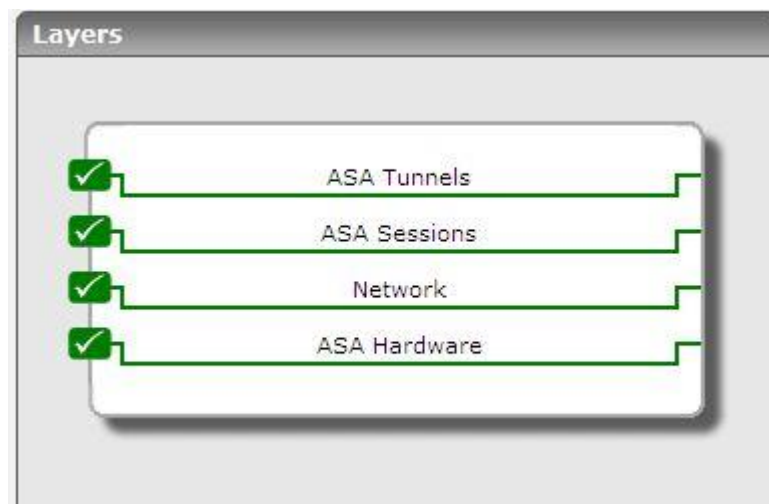 Layers
ASA Tunnels
ASA Sessions
Network
ASA Hardware